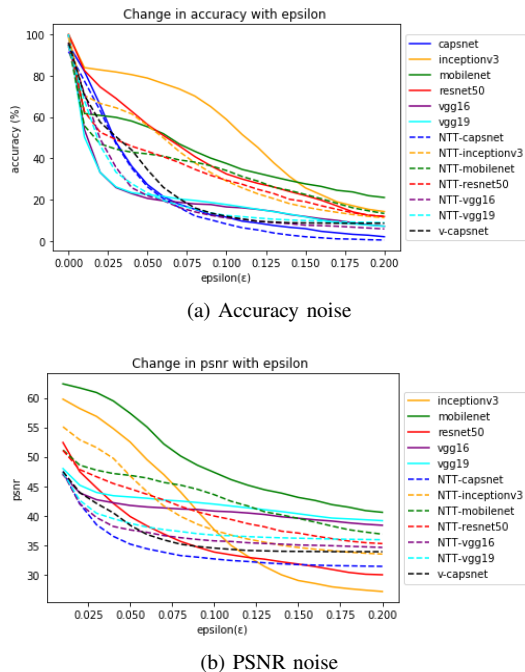 Change in accuracy with epsilon
accuracy (%)
100
80
60
40
20
0
0.000 0.025 0.050 0.075 0.100 0.125 0.150 0.175 0.200
epsilon(ε)
capsnet
inceptionv3
mobilenet
resnet50
vgg16
vgg19
NTT-capsnet
NTT-inceptionv3
NTT-mobilenet
NTT-resnet50
NTT-vgg16
NTT-vgg19
v-capsnet
(a) Accuracy noise
Change in psnr with epsilon
psnr
60
55
50
45
40
35
30
0.025 0.050 0.075 0.100 0.125 0.150 0.175 0.200
epsilon(ε)
inceptionv3
mobilenet
resnet50
vgg16
vgg19
NTT-capsnet
NTT-inceptionv3
NTT-mobilenet
NTT-resnet50
NTT-vgg16
NTT-vgg19
v-capsnet
(b) PSNR noise